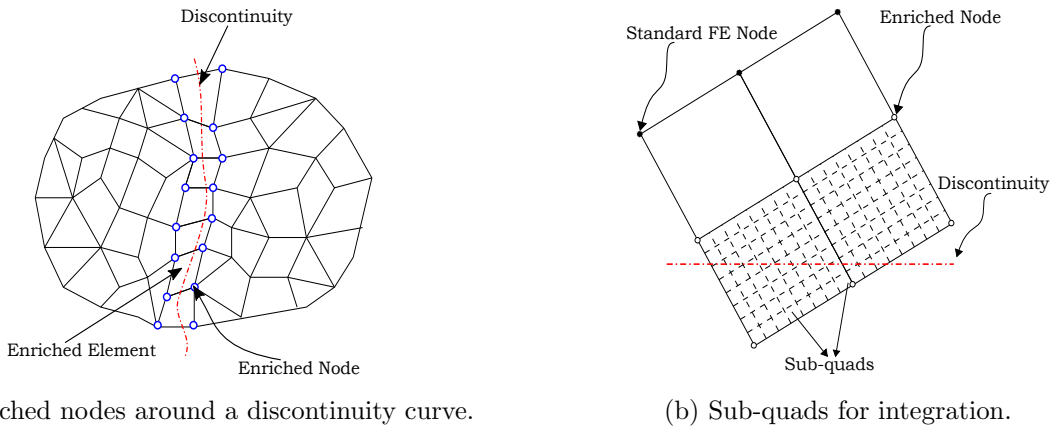 Discontinuity
Enriched Element
Enriched Node
Standard FE Node
Enriched Node
Discontinuity
Sub-quads
nodes around a discontinuity curve.
(b) Sub-quads for integration.